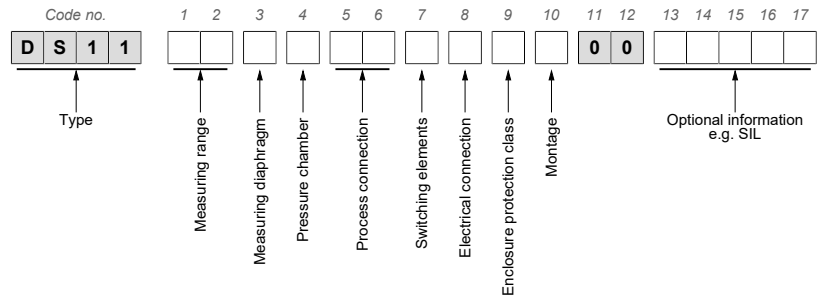 Code no. 1 2 3 4 5 6 7 8 9 10 11 12 13 14 15 16 17
D S 1 1 0 0
Type
Measuring range
Measuring diaphragm
Pressure chamber
Process connection
Switching elements
Electrical connection
Enclosure protection class
Montage
Optional information
e.g. SIL